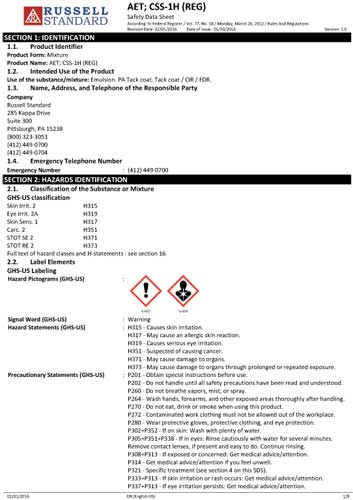 RUSSELL
STANDARD
AET; CSS-1H (REG)
Safety Data Sheet
According To Federal Register / Vol. 77, No. 58 / Monday, March 26, 2012 / Rules And Regulations
Revision Date: 02/01/2016 Date of issue: 01/20/2015 Version: 1.0
SECTION 1: IDENTIFICATION
1.1. Product Identifier
Product Form: Mixture
Product Name: AET; CSS-1H (REG)
1.2. Intended Use of the Product
Use of the substance/mixture: Emulsion. PA Tack coat. Tack coat / CIR / FDR.
1.3. Name, Address, and Telephone of the Responsible Party
Company
Russell Standard
285 Kappa Drive
Suite 300
Pittsburgh, PA 15238
(800) 323-3053
(412) 449-0700
(412) 449-0704
1.4. Emergency Telephone Number
Emergency Number : (412) 449-0700
SECTION 2: HAZARDS IDENTIFICATION
2.1. Classification of the Substance or Mixture
GHS-US classification
Skin Irrit. 2 H315
Eye Irrit. 2A H319
Skin Sens. 1 H317
Carc. 2 H351
STOT SE 2 H371
STOT RE 2 H373
Full text of hazard classes and H-statements : see section 16
2.2. Label Elements
GHS-US Labeling
Hazard Pictograms (GHS-US) :
GHS07 GHS08
Signal Word (GHS-US) : Warning
Hazard Statements (GHS-US) : H315 - Causes skin irritation.
H317 - May cause an allergic skin reaction.
H319 - Causes serious eye irritation.
H351 - Suspected of causing cancer.
H371 - May cause damage to organs.
H373 - May cause damage to organs through prolonged or repeated exposure.
Precautionary Statements (GHS-US) : P201 - Obtain special instructions before use.
P202 - Do not handle until all safety precautions have been read and understood.
P260 - Do not breathe vapors, mist, or spray.
P264 - Wash hands, forearms, and other exposed areas thoroughly after handling.
P270 - Do not eat, drink or smoke when using this product.
P272 - Contaminated work clothing must not be allowed out of the workplace.
P280 - Wear protective gloves, protective clothing, and eye protection.
P302+P352 - If on skin: Wash with plenty of water.
P305+P351+P338 - If in eyes: Rinse cautiously with water for several minutes.
Remove contact lenses, if present and easy to do. Continue rinsing.
P308+P313 - If exposed or concerned: Get medical advice/attention.
P314 - Get medical advice/attention if you feel unwell.
P321 - Specific treatment (see section 4 on this SDS).
P333+P313 - If skin irritation or rash occurs: Get medical advice/attention.
P337+P313 - If eye irritation persists: Get medical advice/attention.
02/01/2016 EN (English US) 1/9